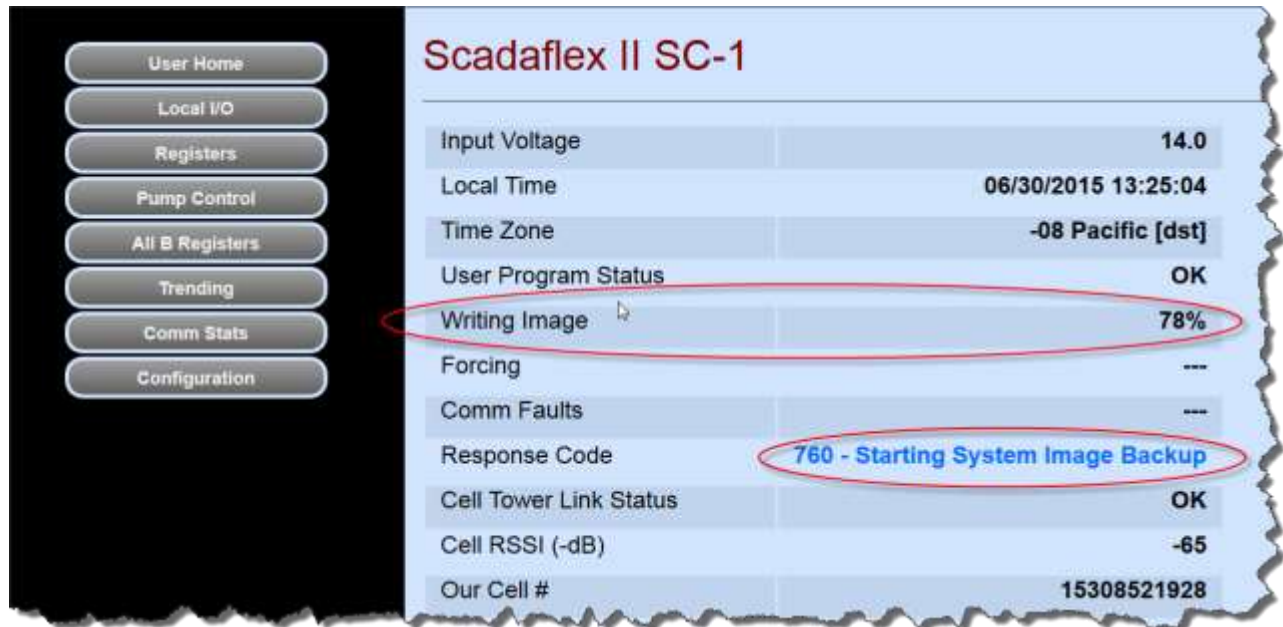 User Home
Local I/O
Registers
Pump Control
All B Registers
Trending
Comm Stats
Configuration
Scadaflex II SC-1
Input Voltage 14.0
Local Time 06/30/2015 13:25:04
Time Zone -08 Pacific [dst]
User Program Status OK
Writing Image 78%
Forcing ---
Comm Faults ---
Response Code 760 - Starting System Image Backup
Cell Tower Link Status OK
Cell RSSI (-dB) -65
Our Cell # 15308521928